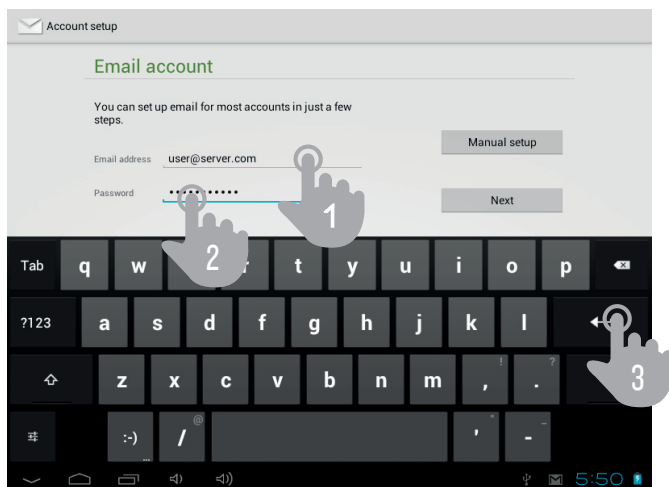 Account setup
Email account
You can set up email for most accounts in just a few
steps.
Manual setup
Email address user@server.com
Password •••••••••••
Next
1
2
Tab q w r t y u i o p
?123 a s d f g h j k l
3
z x c v b n m , ! . ?
:-) ... / @ ' " - _
5:50